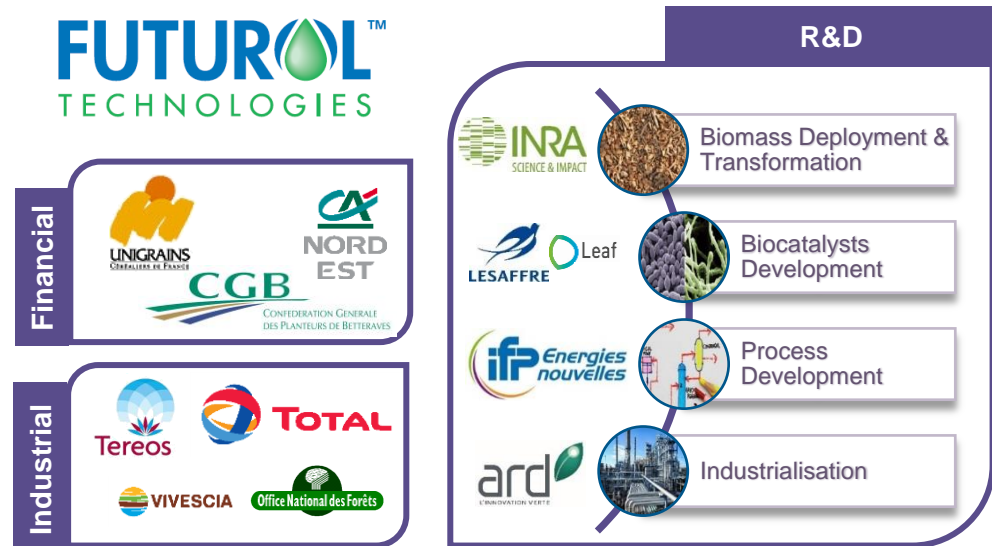 FUTUROL™
TECHNOLOGIES
Financial
UNIGRAINS
CÉRÉALIERS DE FRANCE
CA
NORD
EST
CGB
CONFEDERATION GENERALE
DES PLANTEURS DE BETTERAVES
Industrial
Tereos
TOTAL
VIVESCIA
Office National des Forêts
R&D
INRA
SCIENCE & IMPACT
Biomass Deployment &
Transformation
LESAFFRE
Leaf
Biocatalysts
Development
ifp Energies
nouvelles
Process
Development
ard
L'INNOVATION VERTE
Industrialisation